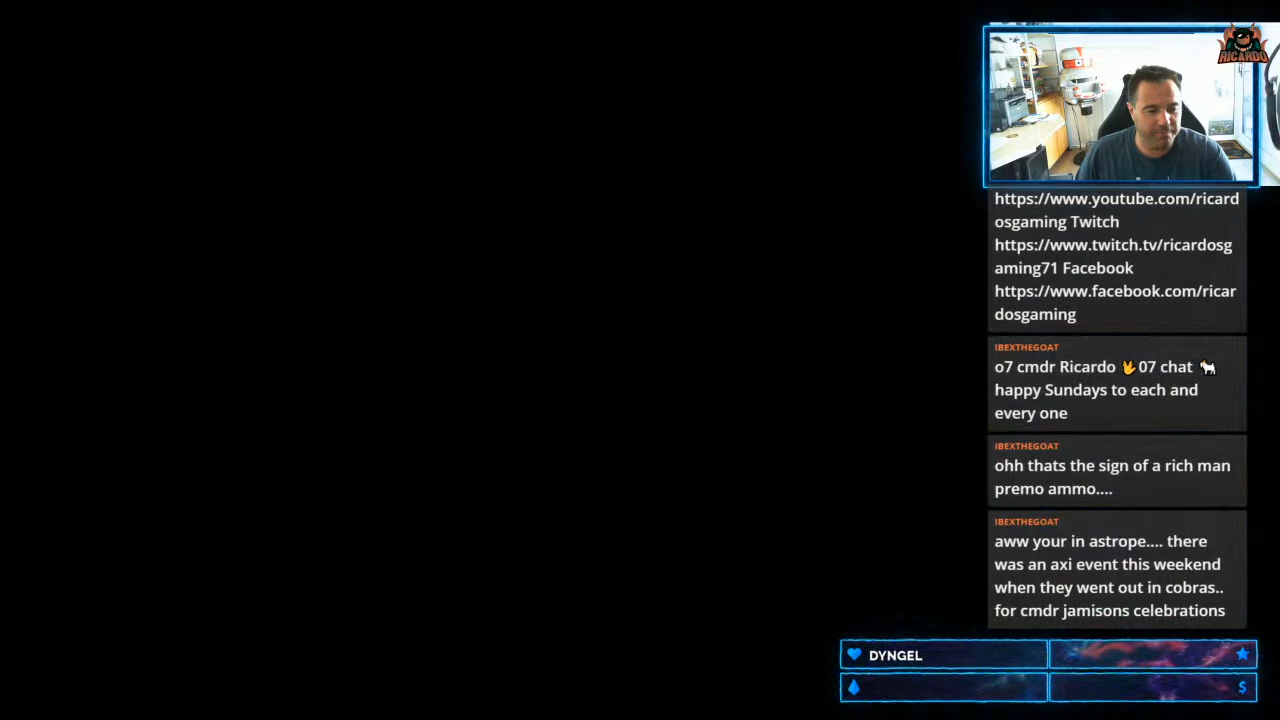 RICARDO
https://www.youtube.com/ricard
osgaming Twitch
https://www.twitch.tv/ricardosg
aming71 Facebook
https://www.facebook.com/ricar
dosgaming
IBEXTHEGOAT
o7 cmdr Ricardo 🖖07 chat 🐐
happy Sundays to each and
every one
IBEXTHEGOAT
ohh thats the sign of a rich man
premo ammo....
IBEXTHEGOAT
aww your in astrope.... there
was an axi event this weekend
when they went out in cobras..
for cmdr jamisons celebrations
DYNGEL
$